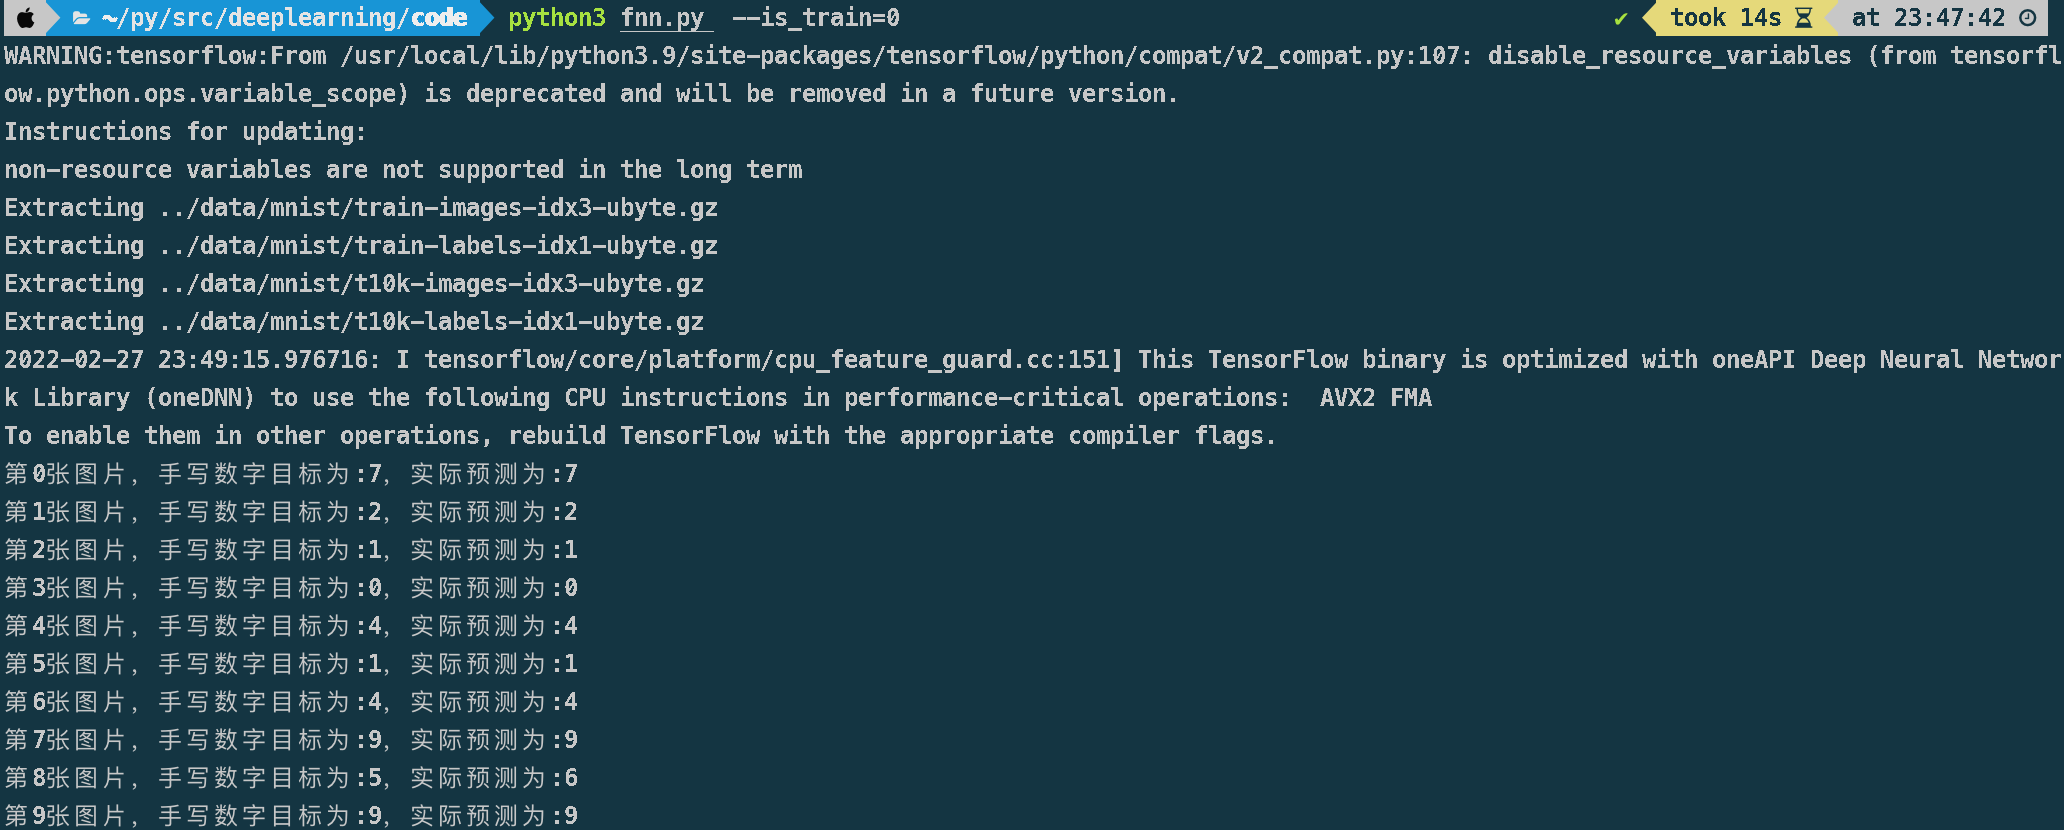 ~/py/src/deeplearning/code python3 fnn.py --is_train=0 ✔ took 14s at 23:47:42
WARNING:tensorflow:From /usr/local/lib/python3.9/site-packages/tensorflow/python/compat/v2_compat.py:107: disable_resource_variables (from tensorfl
ow.python.ops.variable_scope) is deprecated and will be removed in a future version.
Instructions for updating:
non-resource variables are not supported in the long term
Extracting ../data/mnist/train-images-idx3-ubyte.gz
Extracting ../data/mnist/train-labels-idx1-ubyte.gz
Extracting ../data/mnist/t10k-images-idx3-ubyte.gz
Extracting ../data/mnist/t10k-labels-idx1-ubyte.gz
2022-02-27 23:49:15.976716: I tensorflow/core/platform/cpu_feature_guard.cc:151] This TensorFlow binary is optimized with oneAPI Deep Neural Networ
k Library (oneDNN) to use the following CPU instructions in performance-critical operations:  AVX2 FMA
To enable them in other operations, rebuild TensorFlow with the appropriate compiler flags.
第0张图片, 手写数字目标为:7, 实际预测为:7
第1张图片, 手写数字目标为:2, 实际预测为:2
第2张图片, 手写数字目标为:1, 实际预测为:1
第3张图片, 手写数字目标为:0, 实际预测为:0
第4张图片, 手写数字目标为:4, 实际预测为:4
第5张图片, 手写数字目标为:1, 实际预测为:1
第6张图片, 手写数字目标为:4, 实际预测为:4
第7张图片, 手写数字目标为:9, 实际预测为:9
第8张图片, 手写数字目标为:5, 实际预测为:6
第9张图片, 手写数字目标为:9, 实际预测为:9